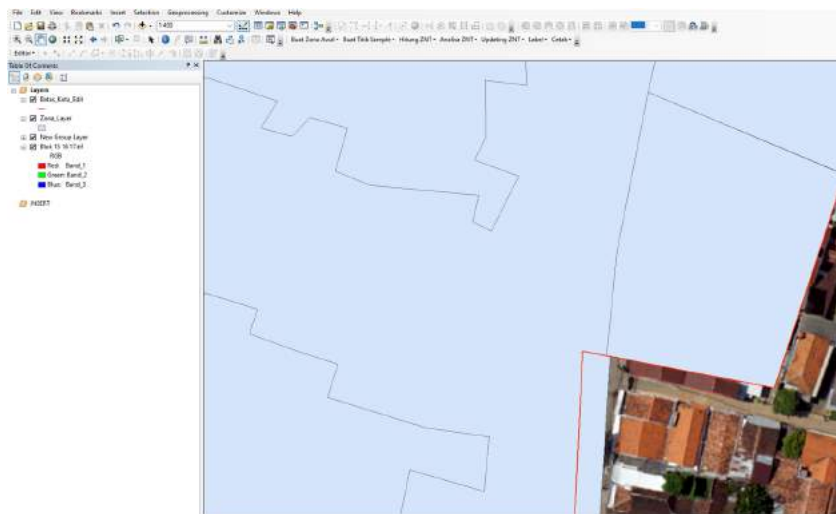 File Edit View Bookmarks Insert Selection Geoprocessing Customize Windows Help
1:400
Buat Zona Awal Buat Titik Sample Hitung ZNT Analisa ZNT Updating ZNT Label Cetak
Editor
Table Of Contents
Layers
Batas_Kota_Edit
Zona_Layer
New Group Layer
RGB
Red: Band_1
Green: Band_2
Blue: Band_3
INSERT